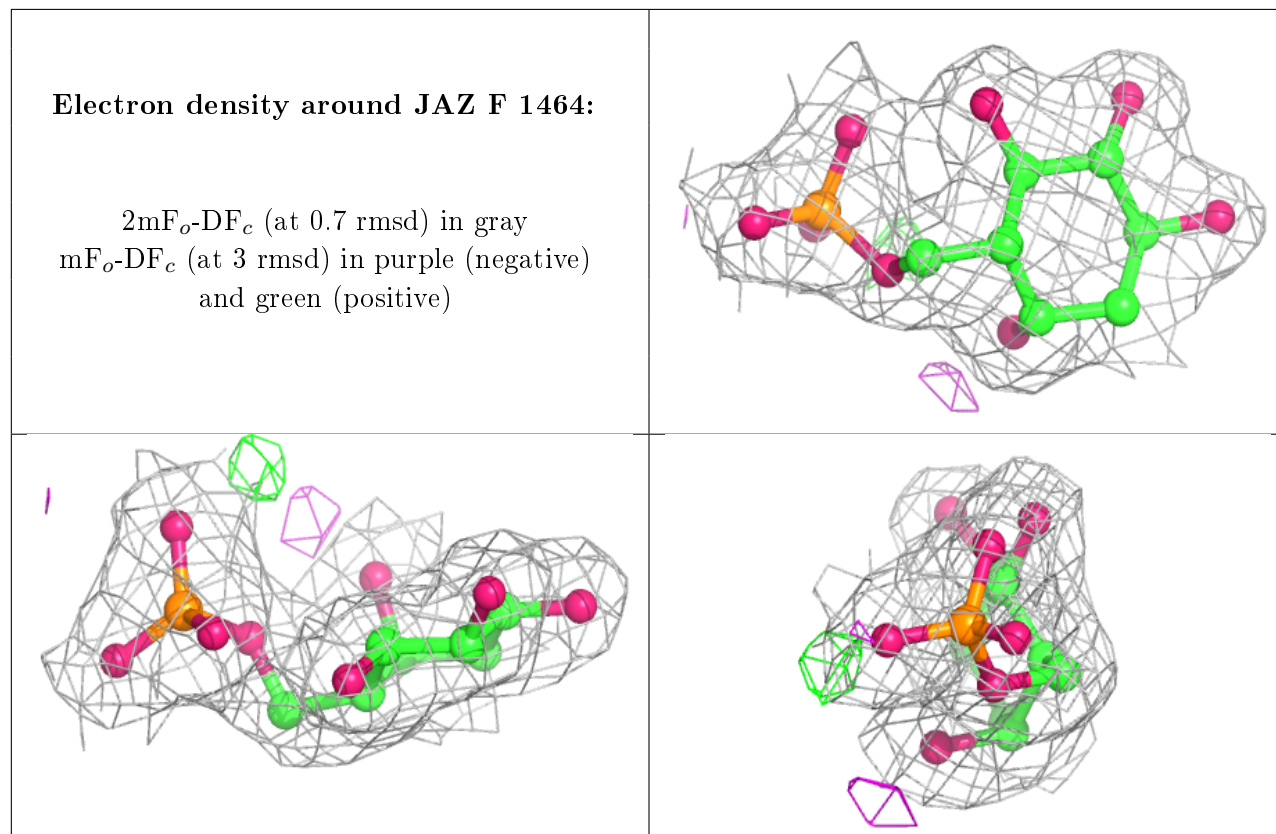 Electron density around JAZ F 1464:
2mFₒ-DF𝒸 (at 0.7 rmsd) in gray
mFₒ-DF𝒸 (at 3 rmsd) in purple (negative)
and green (positive)